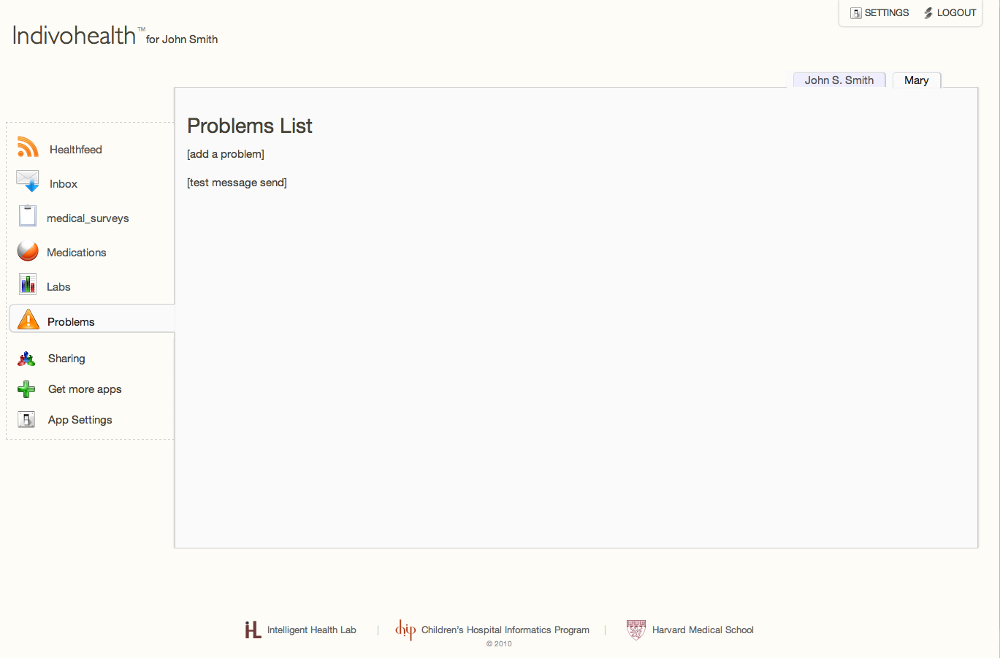 SETTINGS LOGOUT
Indivohealth™ for John Smith
John S. Smith Mary
Problems List
[add a problem]
[test message send]
Healthfeed
Inbox
medical_surveys
Medications
Labs
Problems
Sharing
Get more apps
App Settings
iHL Intelligent Health Lab | chip Children's Hospital Informatics Program | Harvard Medical School
© 2010